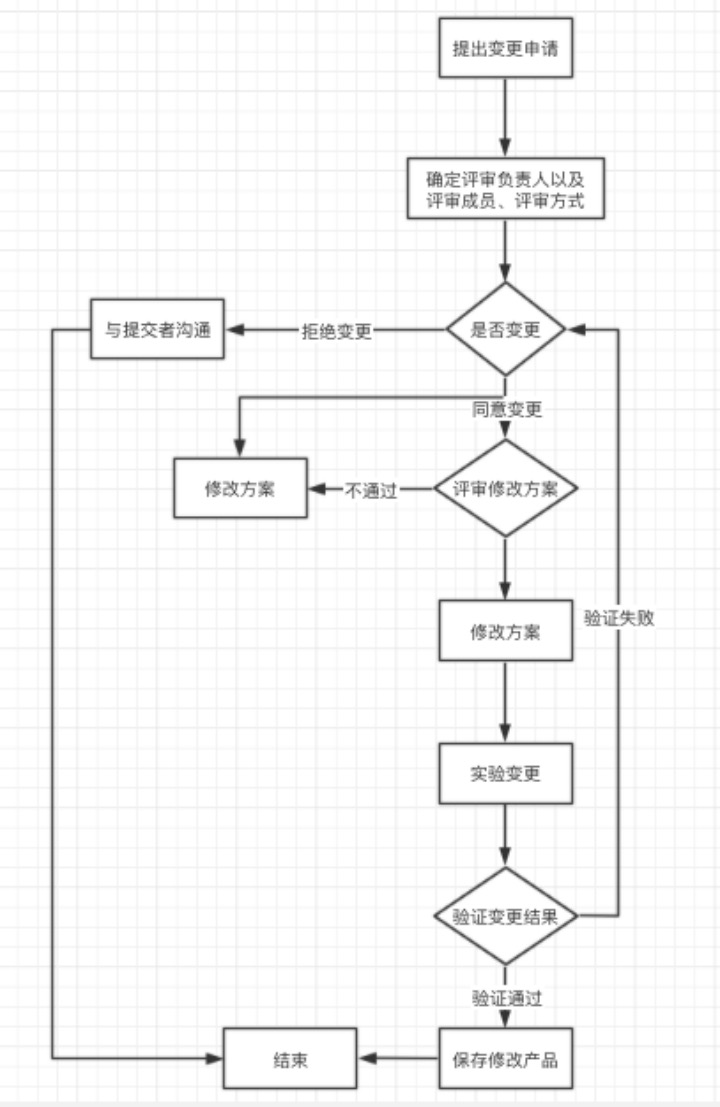 提出变更申请
确定评审负责人以及
评审成员、评审方式
是否变更
拒绝变更
与提交者沟通
同意变更
评审修改方案
不通过
修改方案
修改方案
验证失败
实验变更
验证变更结果
验证通过
保存修改产品
结束